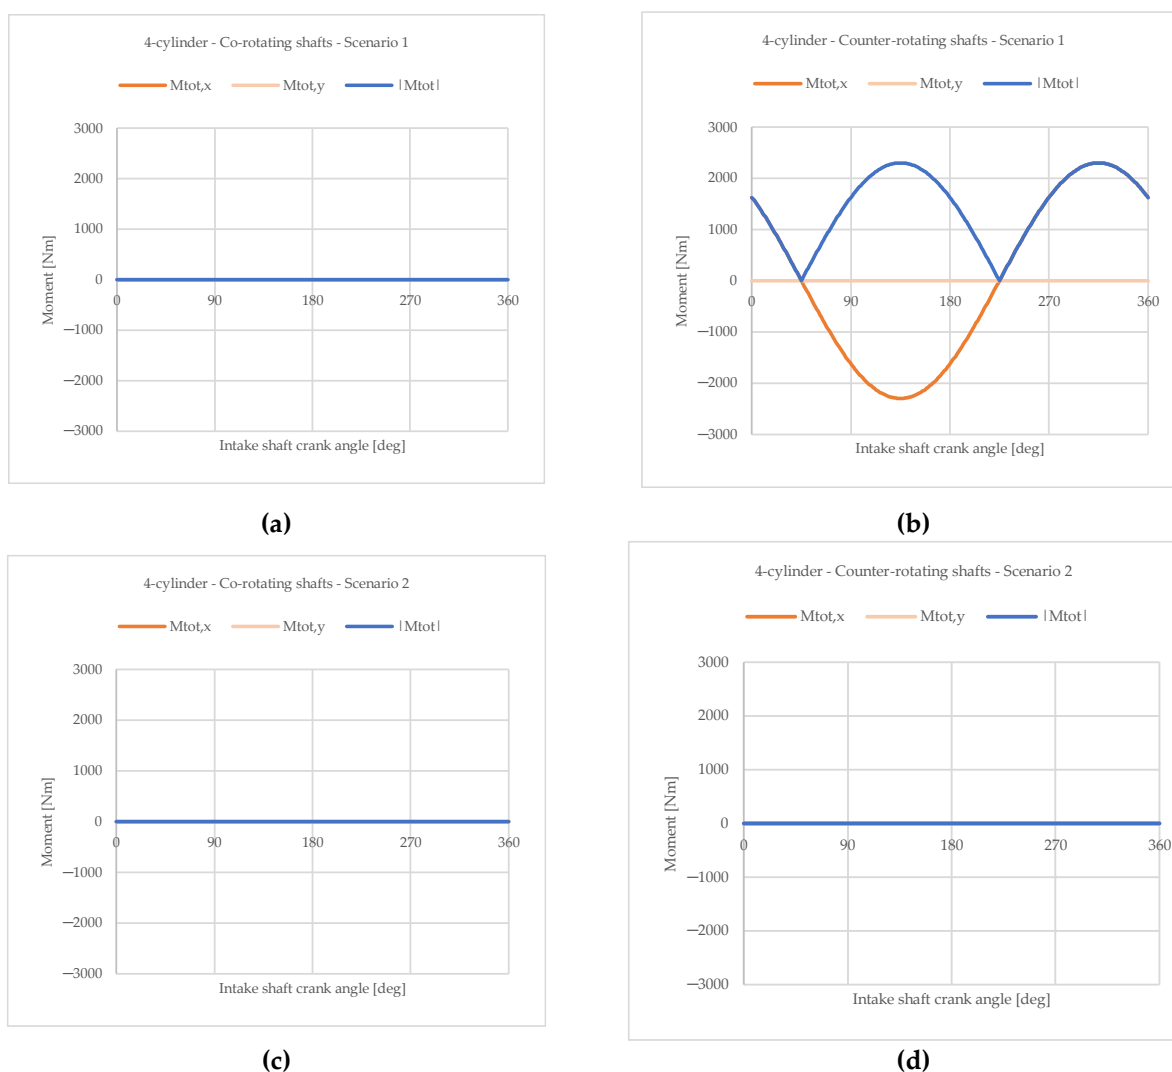 4-cylinder - Co-rotating shafts - Scenario 1
Mtot,x Mtot,y |Mtot|
3000
2000
1000
0
−1000
−2000
−3000
0 90 180 270 360
Moment [Nm]
Intake shaft crank angle [deg]
(a)
4-cylinder - Counter-rotating shafts - Scenario 1
Mtot,x Mtot,y |Mtot|
3000
2000
1000
0
−1000
−2000
−3000
0 90 180 270 360
Moment [Nm]
Intake shaft crank angle [deg]
(b)
4-cylinder - Co-rotating shafts - Scenario 2
Mtot,x Mtot,y |Mtot|
3000
2000
1000
0
−1000
−2000
−3000
0 90 180 270 360
Moment [Nm]
Intake shaft crank angle [deg]
(c)
4-cylinder - Counter-rotating shafts - Scenario 2
Mtot,x Mtot,y |Mtot|
3000
2000
1000
0
−1000
−2000
−3000
0 90 180 270 360
Moment [Nm]
Intake shaft crank angle [deg]
(d)